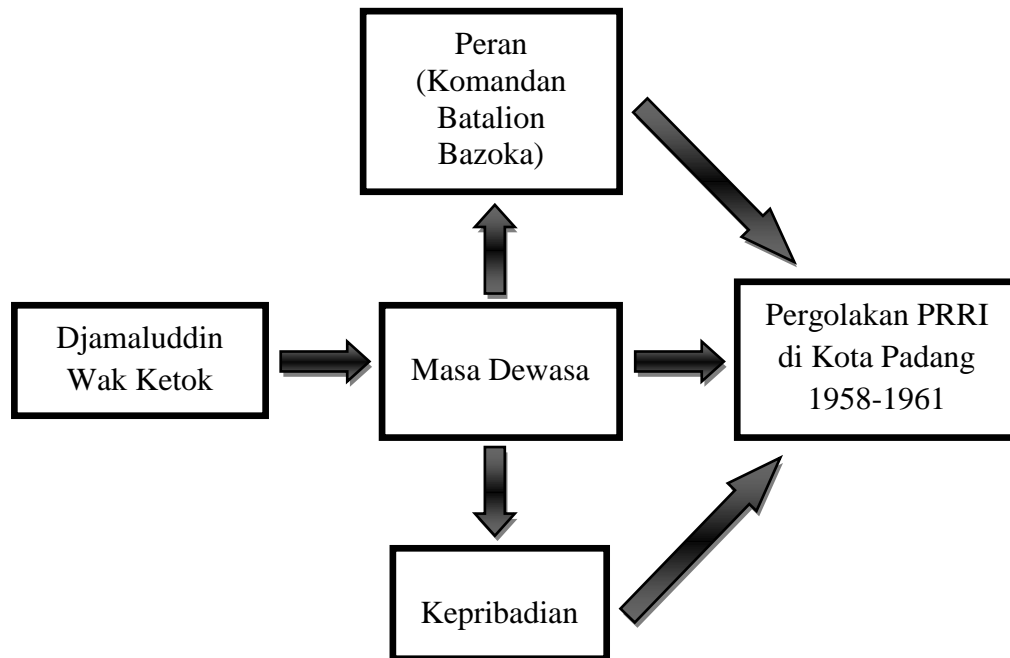 Peran
(Komandan
Batalion
Bazoka)
Djamaluddin
Wak Ketok
Masa Dewasa
Pergolakan PRRI
di Kota Padang
1958-1961
Kepribadian